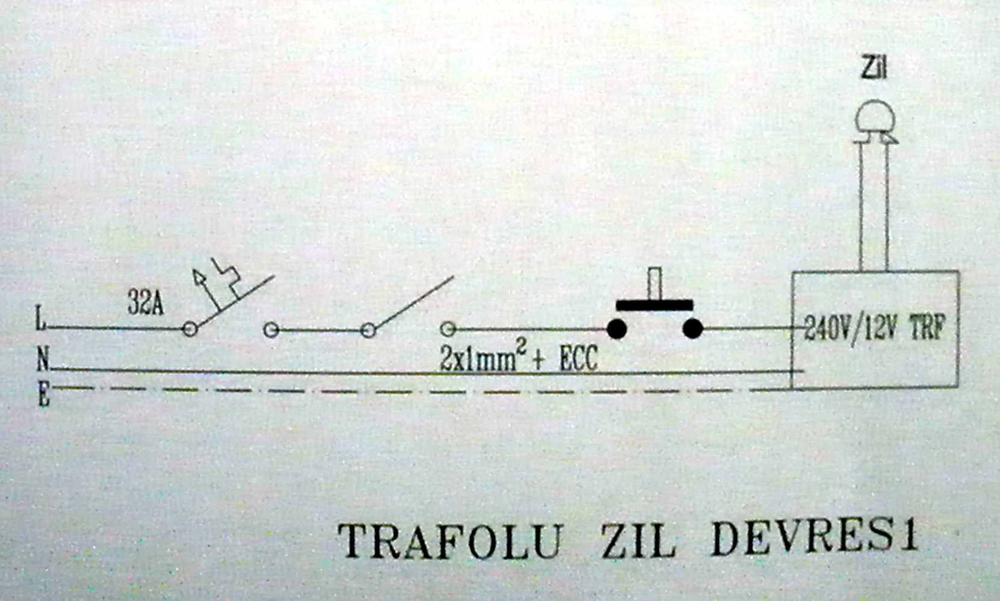 Zil
32A
L
240V/12V TRF
N
2x1mm²+ ECC
E
TRAFOLU ZIL DEVRES1